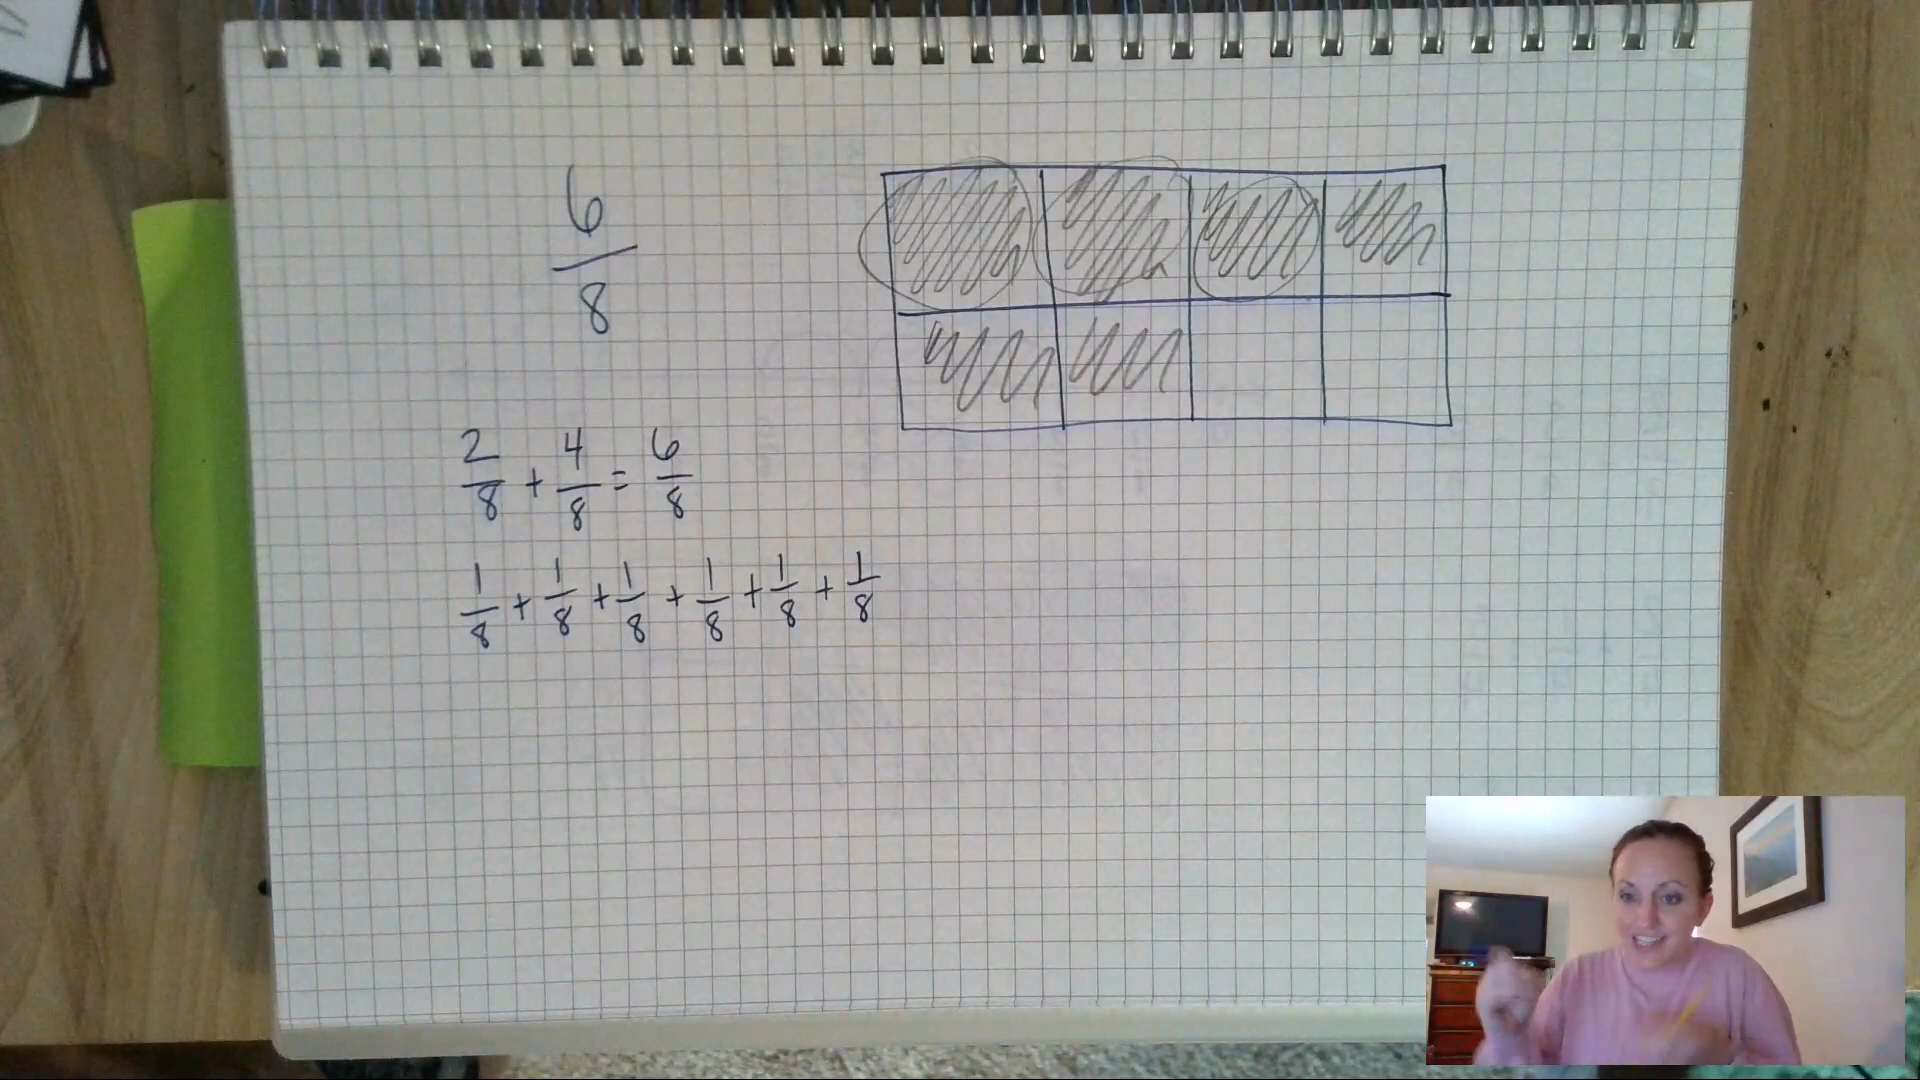 6/8
2/8 + 4/8 = 6/8
1/8 + 1/8 + 1/8 + 1/8 + 1/8 + 1/8